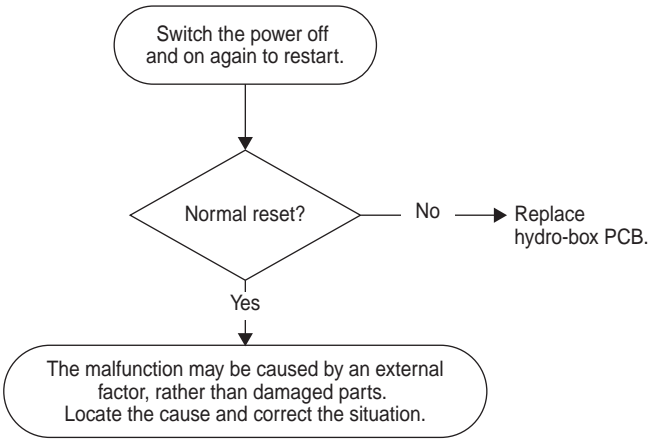 Switch the power off
and on again to restart.
Normal reset?
No
Replace
hydro-box PCB.
Yes
The malfunction may be caused by an external
factor, rather than damaged parts.
Locate the cause and correct the situation.